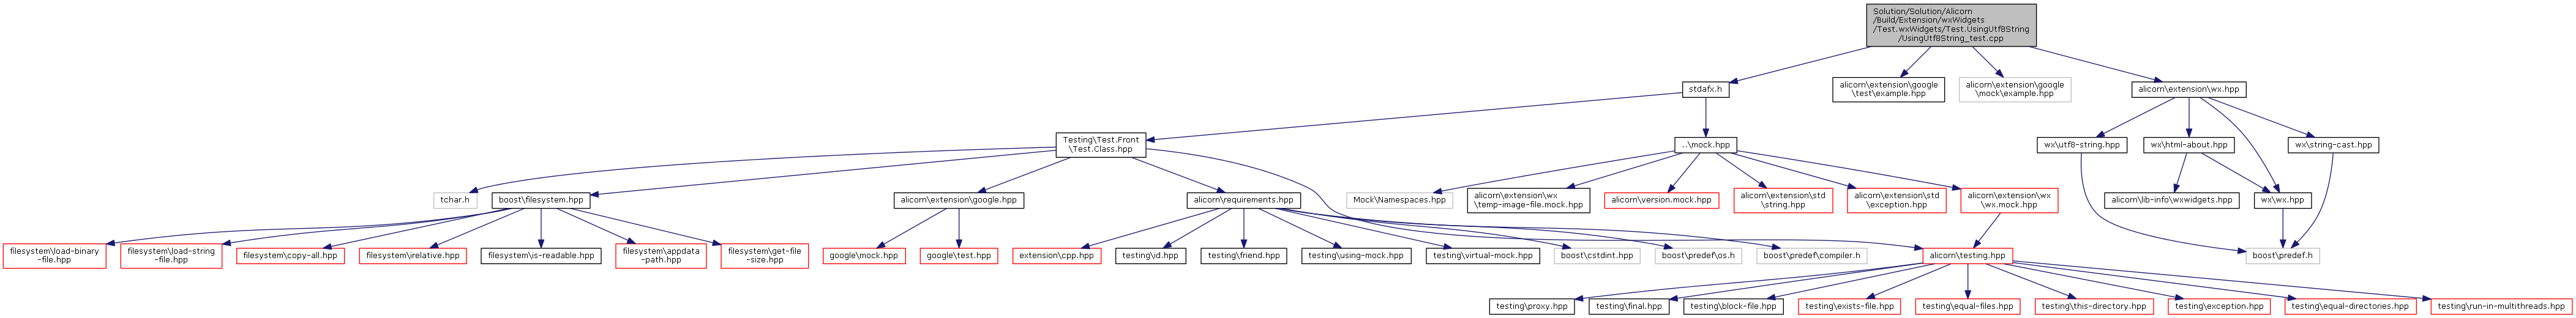 Solution/Solution/Alicorn
/Build/Extension/wxWidgets
/Test.wxWidgets/Test.UsingUtf8String
/UsingUtf8String_test.cpp
stdafx.h
alicorn\extension\google
\test\example.hpp
alicorn\extension\google
\mock\example.hpp
alicorn\extension\wx.hpp
Testing\Test.Front
\Test.Class.hpp
..\mock.hpp
wx\utf8-string.hpp
wx\html-about.hpp
wx\string-cast.hpp
tchar.h
boost\filesystem.hpp
alicorn\extension\google.hpp
alicorn\requirements.hpp
Mock\Namespaces.hpp
alicorn\extension\wx
\temp-image-file.mock.hpp
alicorn\version.mock.hpp
alicorn\extension\std
\string.hpp
alicorn\extension\std
\exception.hpp
alicorn\extension\wx
\wx.mock.hpp
alicorn\lib-info\wxwidgets.hpp
wx\wx.hpp
filesystem\load-binary
-file.hpp
filesystem\load-string
-file.hpp
filesystem\copy-all.hpp
filesystem\irelative.hpp
filesystem\is-readable.hpp
filesystem\appdata
-path.hpp
filesystem\get-file
-size.hpp
google\mock.hpp
google\test.hpp
extension\cpp.hpp
testing\id.hpp
testing\friend.hpp
testing\using-mock.hpp
testing\virtual-mock.hpp
boost\cstdint.hpp
boost\predef\os.h
boost\predef\compiler.h
alicorn\testing.hpp
boost\predef.h
testing\proxy.hpp
testing\final.hpp
testing\block-file.hpp
testing\exists-file.hpp
testing\equal-files.hpp
testing\this-directory.hpp
testing\exception.hpp
testing\equal-directories.hpp
testing\run-in-multithreads.hpp